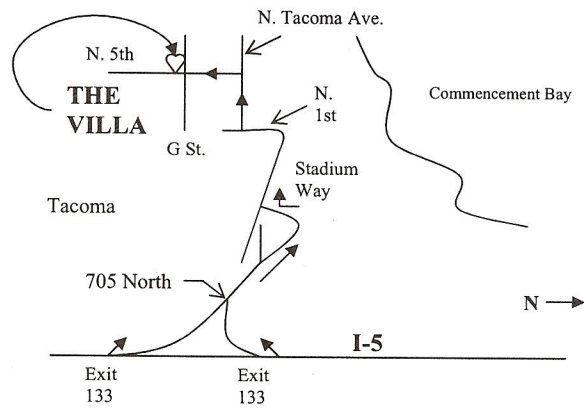 N. Tacoma Ave.
N. 5th
THE
VILLA
N.
1st
Commencement Bay
G St.
Stadium
Way
Tacoma
705 North
N
I-5
Exit
133
Exit
133